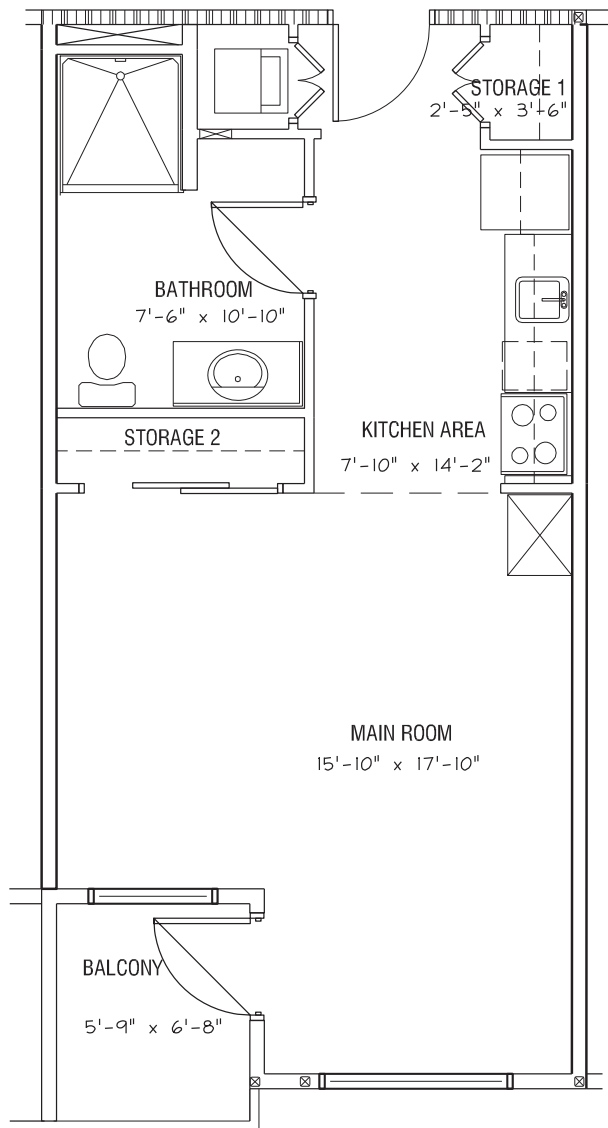 STORAGE 1
2'-5" x 3'-6"
BATHROOM
7'-6" x 10'-10"
STORAGE 2
KITCHEN AREA
7'-10" x 14'-2"
MAIN ROOM
15'-10" x 17'-10"
BALCONY
5'-9" x 6'-8"